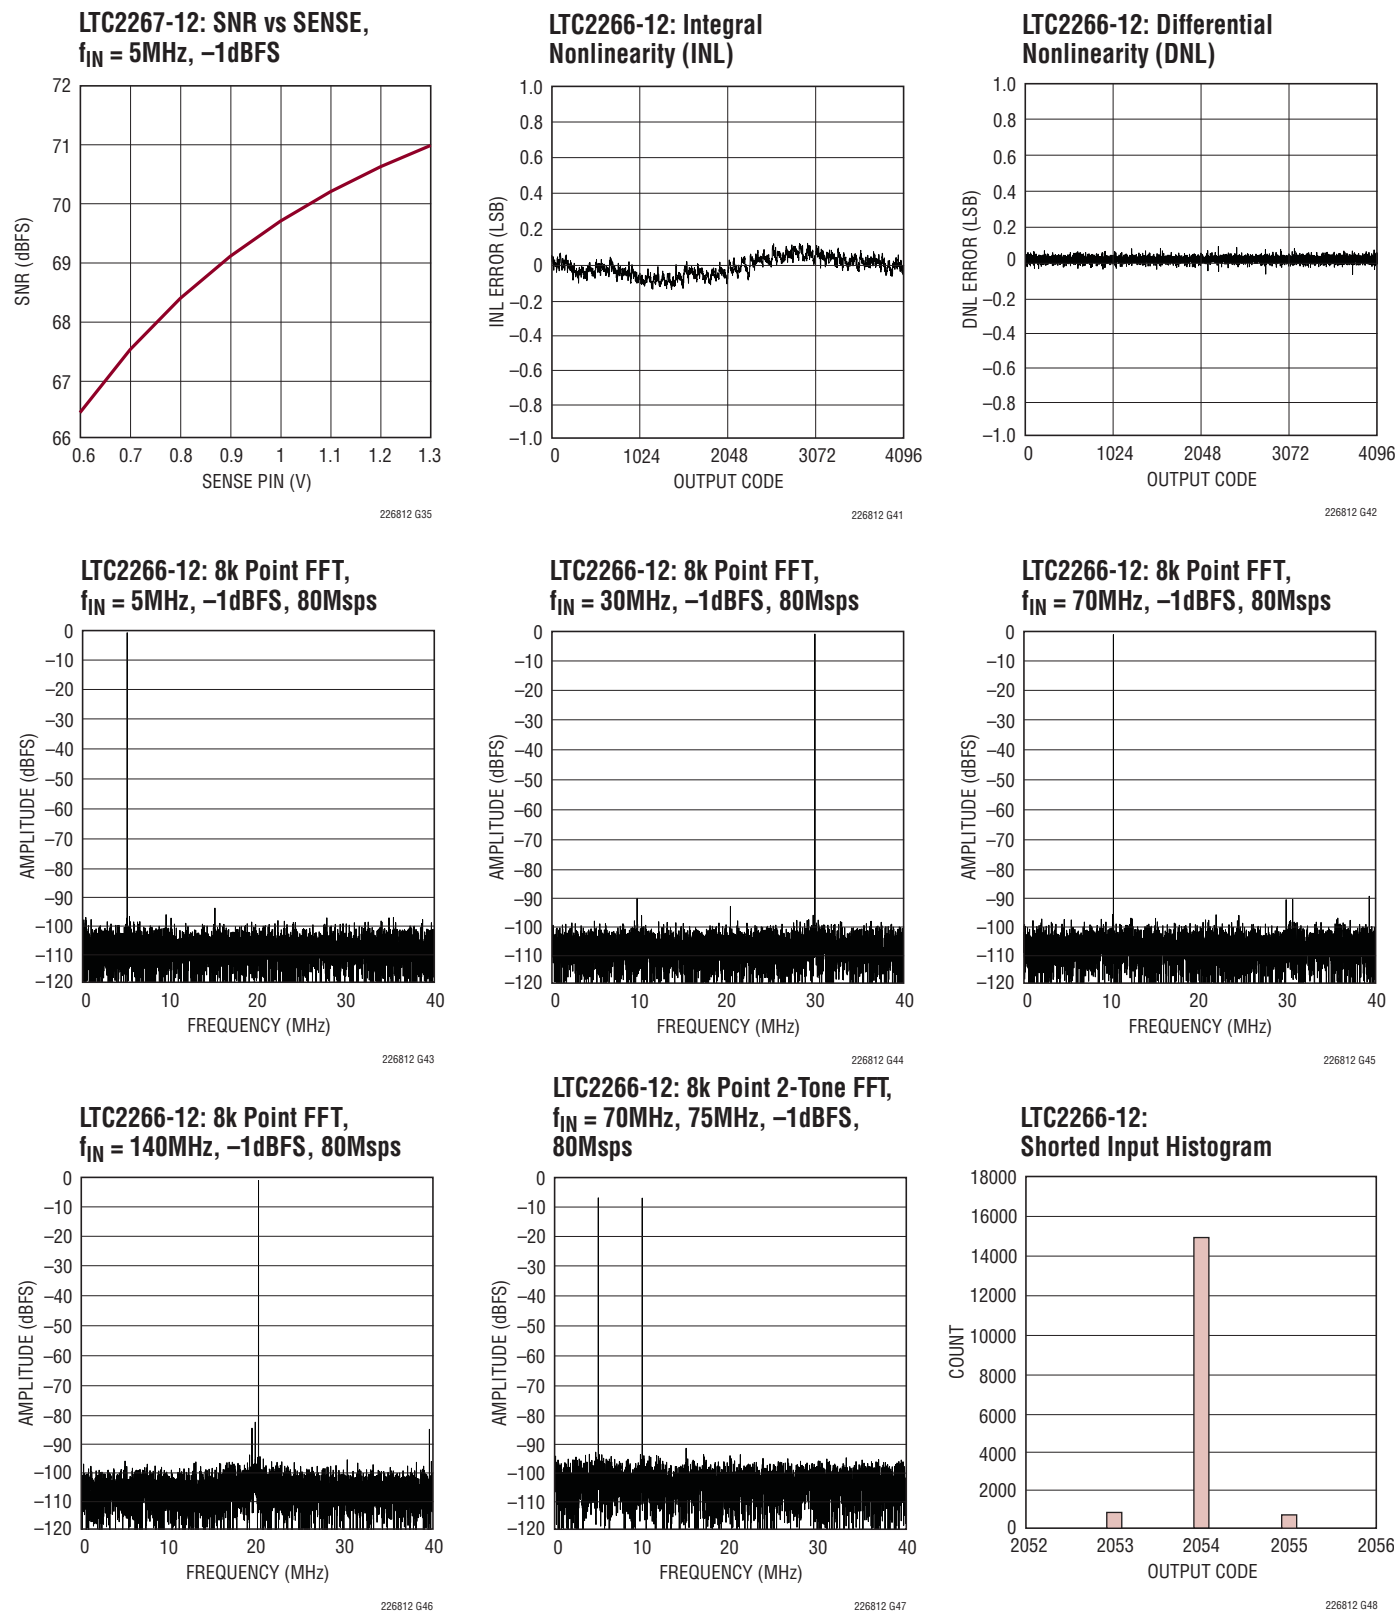 LTC2267-12: SNR vs SENSE,
fIN = 5MHz, –1dBFS
72
71
70
69
68
67
66
SNR (dBFS)
0.6 0.7 0.8 0.9 1 1.1 1.2 1.3
SENSE PIN (V)
226812 G35
LTC2266-12: Integral
Nonlinearity (INL)
1.0
0.8
0.6
0.4
0.2
0
–0.2
–0.4
–0.6
–0.8
–1.0
INL ERROR (LSB)
0 1024 2048 3072 4096
OUTPUT CODE
226812 G41
LTC2266-12: Differential
Nonlinearity (DNL)
1.0
0.8
0.6
0.4
0.2
0
–0.2
–0.4
–0.6
–0.8
–1.0
DNL ERROR (LSB)
0 1024 2048 3072 4096
OUTPUT CODE
226812 G42
LTC2266-12: 8k Point FFT,
fIN = 5MHz, –1dBFS, 80Msps
0
–10
–20
–30
–40
–50
–60
–70
–80
–90
–100
–110
–120
AMPLITUDE (dBFS)
0 10 20 30 40
FREQUENCY (MHz)
226812 G43
LTC2266-12: 8k Point FFT,
fIN = 30MHz, –1dBFS, 80Msps
0
–10
–20
–30
–40
–50
–60
–70
–80
–90
–100
–110
–120
AMPLITUDE (dBFS)
0 10 20 30 40
FREQUENCY (MHz)
226812 G44
LTC2266-12: 8k Point FFT,
fIN = 70MHz, –1dBFS, 80Msps
0
–10
–20
–30
–40
–50
–60
–70
–80
–90
–100
–110
–120
AMPLITUDE (dBFS)
0 10 20 30 40
FREQUENCY (MHz)
226812 G45
LTC2266-12: 8k Point FFT,
fIN = 140MHz, –1dBFS, 80Msps
0
–10
–20
–30
–40
–50
–60
–70
–80
–90
–100
–110
–120
AMPLITUDE (dBFS)
0 10 20 30 40
FREQUENCY (MHz)
226812 G46
LTC2266-12: 8k Point 2-Tone FFT,
fIN = 70MHz, 75MHz, –1dBFS,
80Msps
0
–10
–20
–30
–40
–50
–60
–70
–80
–90
–100
–110
–120
AMPLITUDE (dBFS)
0 10 20 30 40
FREQUENCY (MHz)
226812 G47
LTC2266-12:
Shorted Input Histogram
18000
16000
14000
12000
10000
8000
6000
4000
2000
0
COUNT
2052 2053 2054 2055 2056
OUTPUT CODE
226812 G48